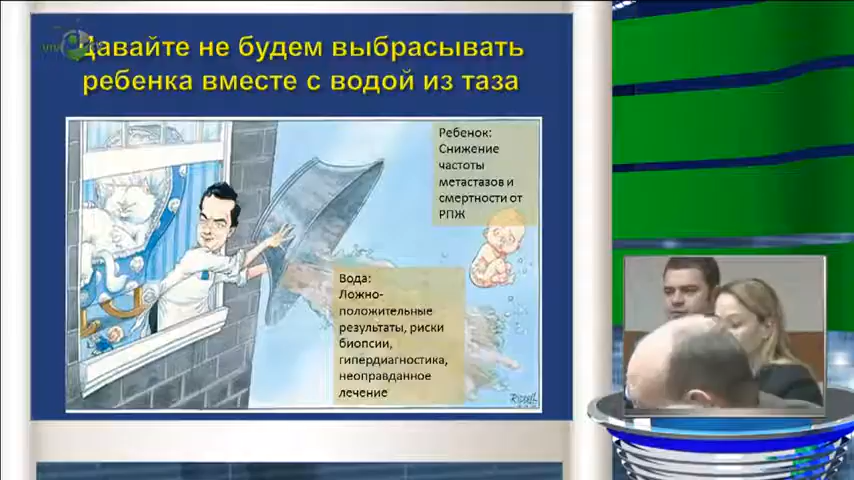 Давайте не будем выбрасывать
ребенка вместе с водой из таза
Ребенок:
Снижение
частоты
метастазов и
смертности от
РПЖ
Вода:
Ложно-
положительные
результаты, риски
биопсии,
гипердиагностика,
неоправданное
лечение